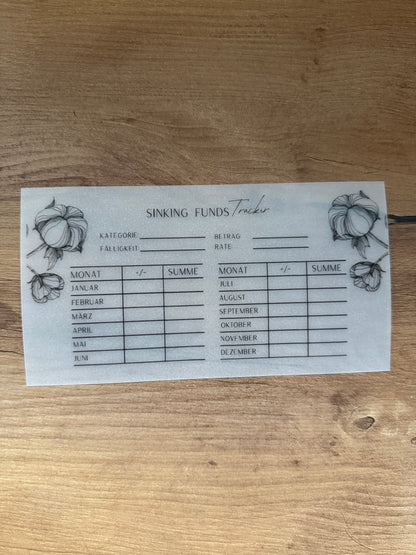 SINKING FUNDS Tracker
KATEGORIE: BETRAG
FÄLLIGKEIT: RATE
MONAT +/- SUMME MONAT +/- SUMME
JANUAR JULI
FEBRUAR AUGUST
MÄRZ SEPTEMBER
APRIL OKTOBER
MAI NOVEMBER
JUNI DEZEMBER